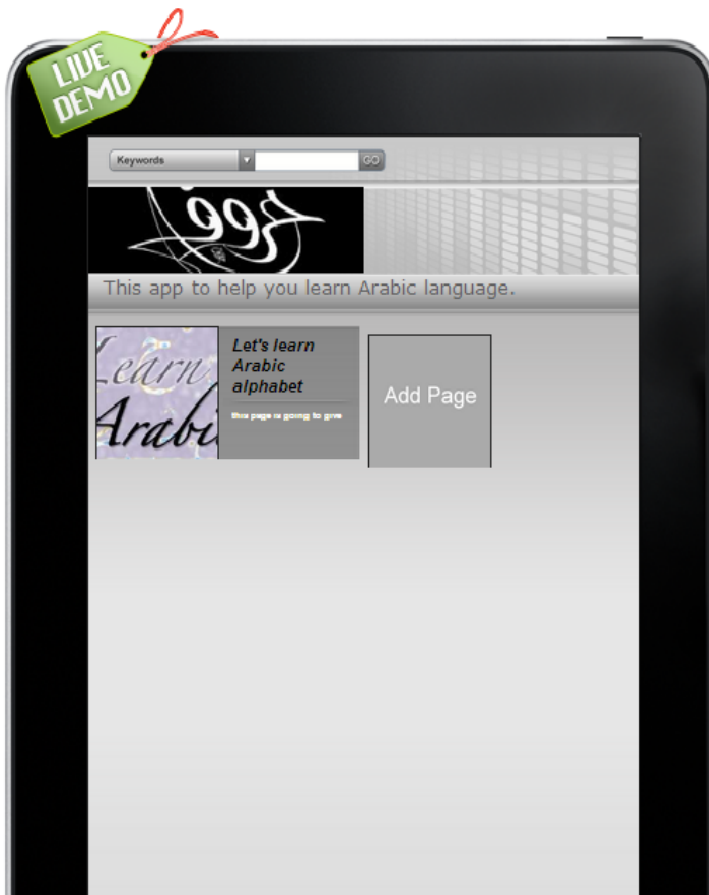 LIVE
DEMO
Keywords
GO
This app to help you learn Arabic language.
Learn
Arabi
Let's learn
Arabic
alphabet
this page is going to give
Add Page